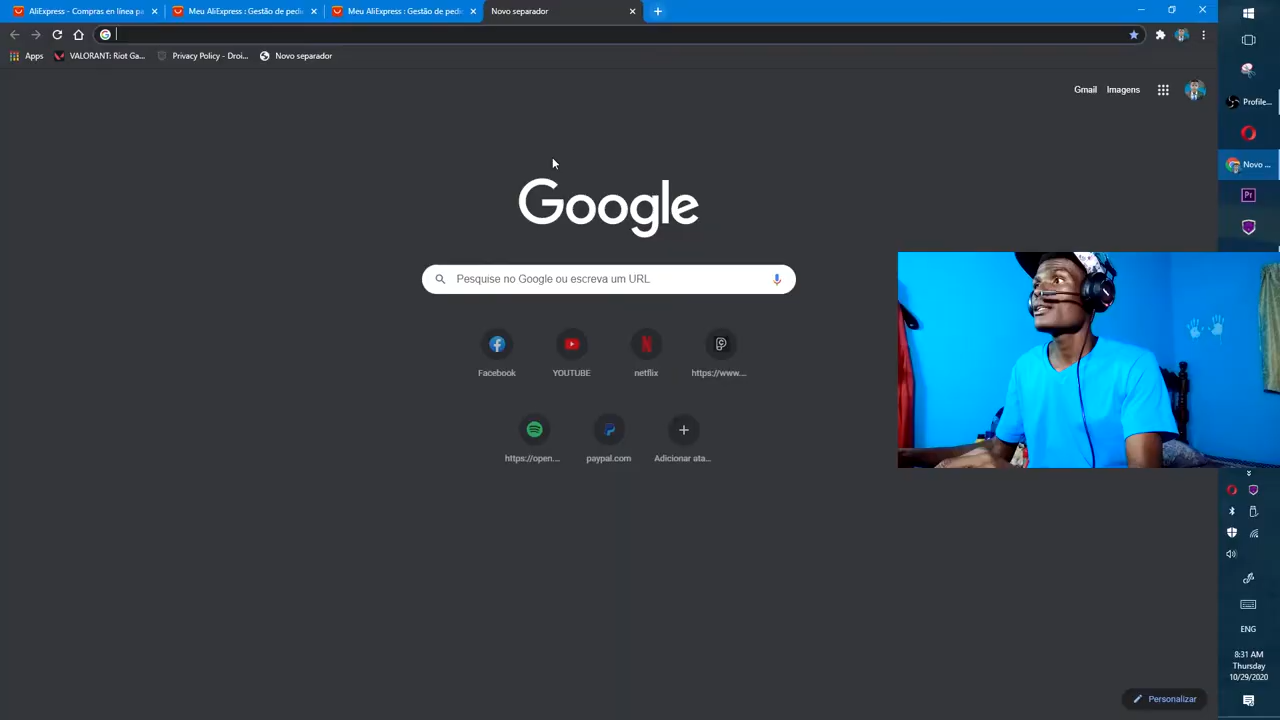 AliExpress - Compras en línea pa
Meu AliExpress : Gestão de pedi
Meu AliExpress : Gestão de pedi
Novo separador
Apps
VALORANT: Riot Ga...
Privacy Policy - Droi...
Novo separador
Gmail
Imagens
Google
Pesquise no Google ou escreva um URL
Facebook
YOUTUBE
netflix
https://www....
https://open....
paypal.com
Adicionar ata...
Personalizar
Profile...
Novo ...
Pr
ENG
8:31 AM
Thursday
10/29/2020